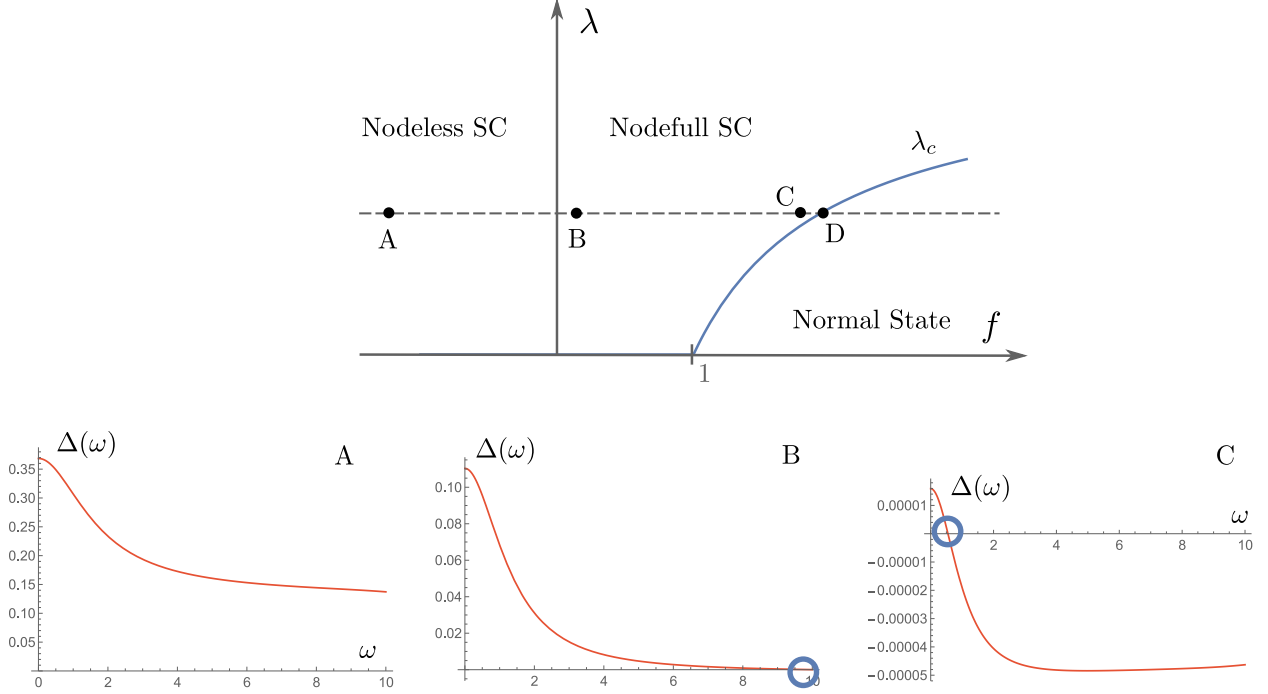 λ
Nodeless SC
Nodefull SC
λ_c
C
A
B
D
Normal State
f
1
Δ(ω)
A
0.35
0.30
0.25
0.20
0.15
0.10
0.05
ω
0 2 4 6 8 10
Δ(ω)
B
0.10
0.08
0.06
0.04
0.02
2 4 6 8 10
C
Δ(ω)
ω
0.00001
2 4 6 8 10
−0.00001
−0.00002
−0.00003
−0.00004
−0.00005